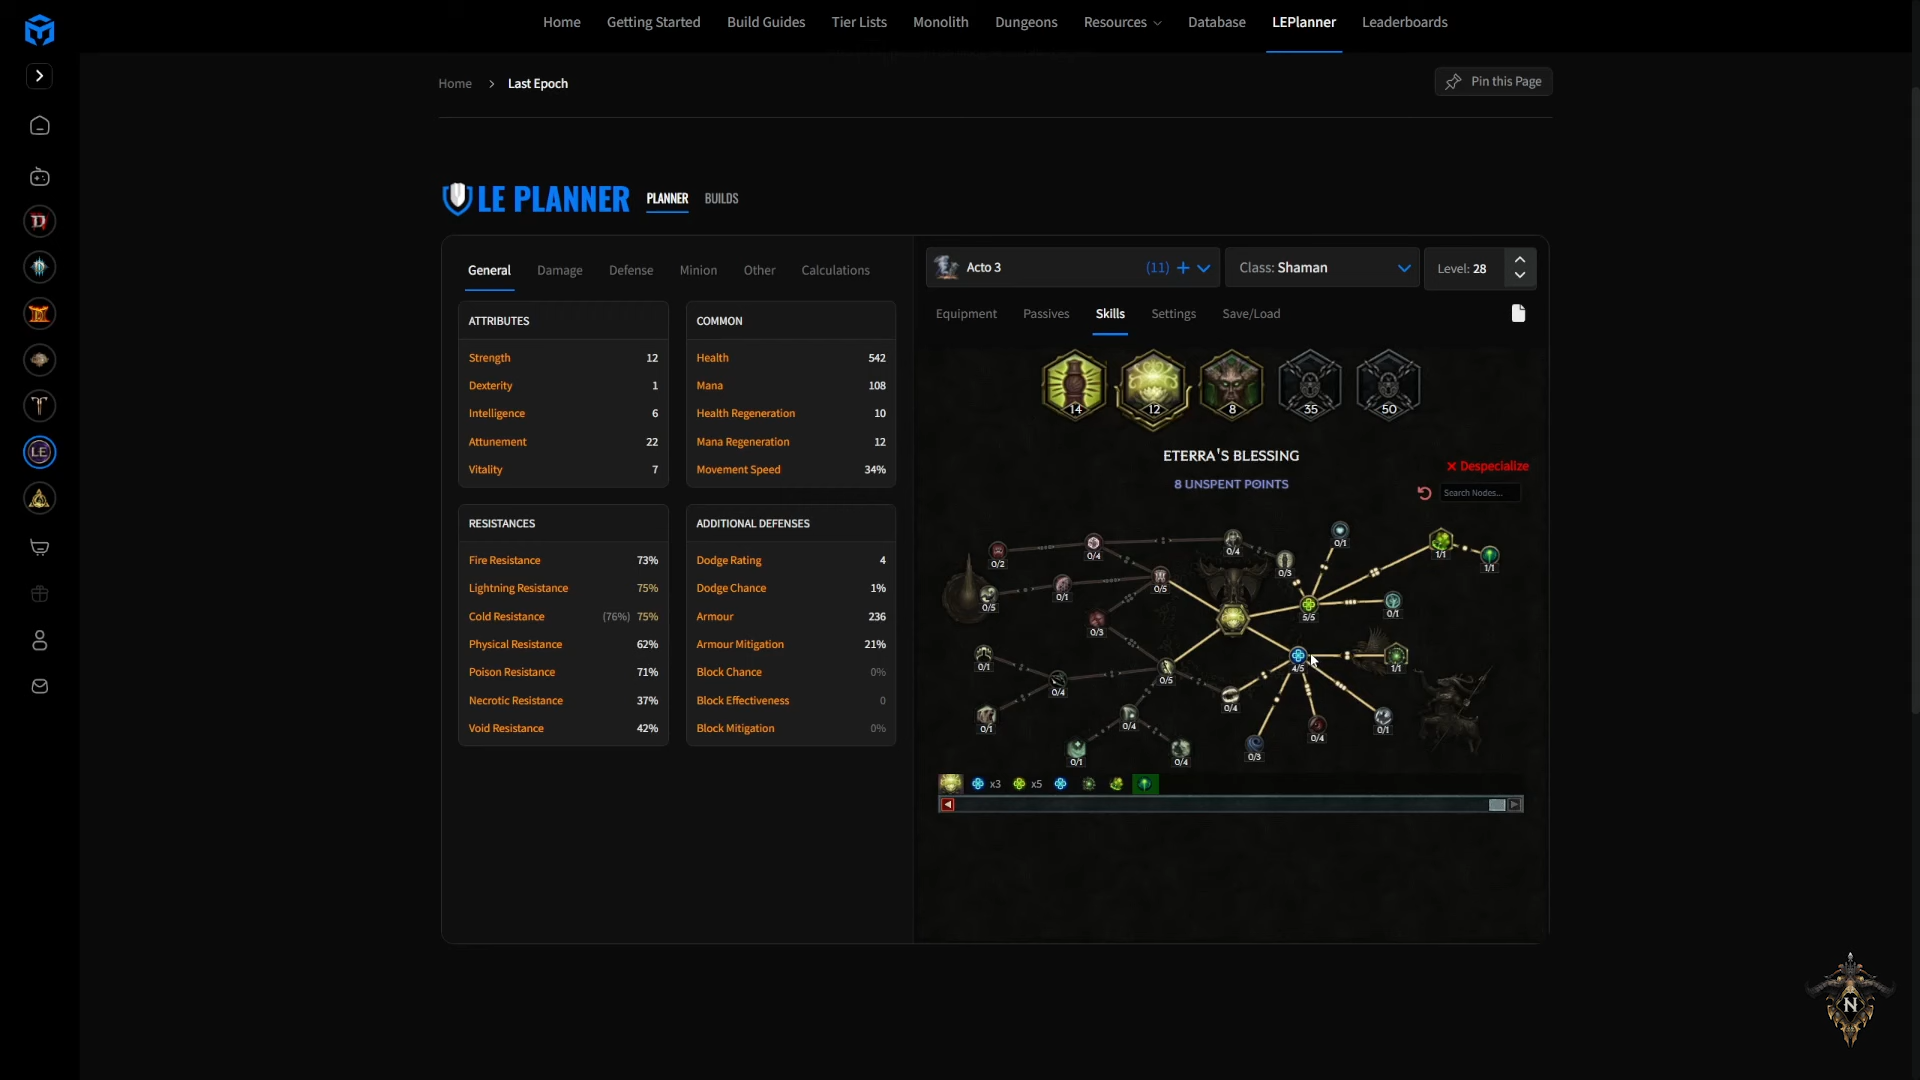 Home Getting Started Build Guides Tier Lists Monolith Dungeons Resources Database LEPlanner Leaderboards
Home > Last Epoch
Pin this Page
LE PLANNER PLANNER BUILDS
General Damage Defense Minion Other Calculations
ATTRIBUTES
Strength 12
Dexterity 1
Intelligence 6
Attunement 22
Vitality 7
COMMON
Health 542
Mana 108
Health Regeneration 10
Mana Regeneration 12
Movement Speed 34%
RESISTANCES
Fire Resistance 73%
Lightning Resistance 75%
Cold Resistance (76%) 75%
Physical Resistance 62%
Poison Resistance 71%
Necrotic Resistance 37%
Void Resistance 42%
ADDITIONAL DEFENSES
Dodge Rating 4
Dodge Chance 1%
Armour 236
Armour Mitigation 21%
Block Chance 0%
Block Effectiveness 0
Block Mitigation 0%
Acto 3 (11) +
Class: Shaman
Level: 28
Equipment Passives Skills Settings Save/Load
14 12 8 35 50
ETERRA'S BLESSING
8 UNSPENT POINTS
× Despecialize
Search Nodes...
0/1
0/2 0/4 0/4 0/3 1/1 1/1
0/5 0/1 0/5 5/5 0/1
0/3
0/1 0/4 0/5 4/5 1/1
0/4
0/1 0/4 0/4 0/1
0/1 0/4 0/3
x3 x5
LE
N